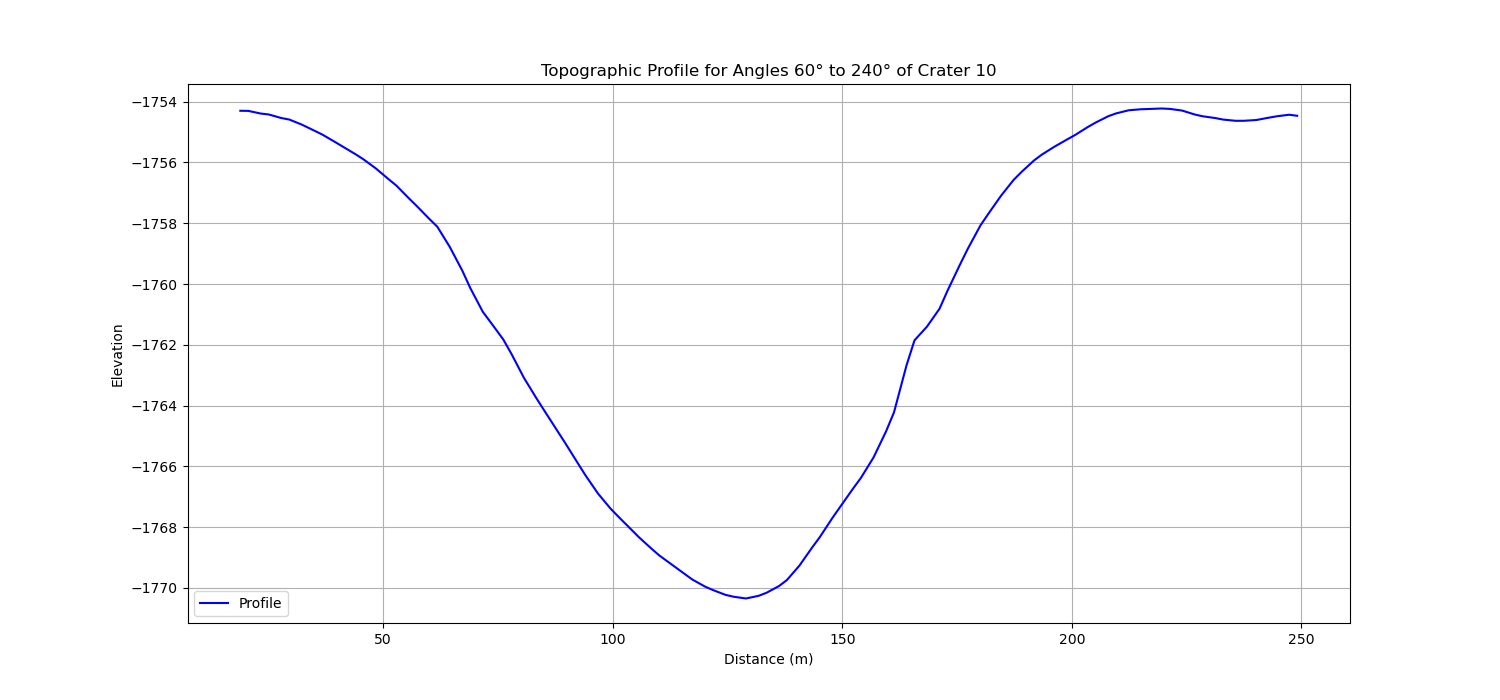 Topographic Profile for Angles 60° to 240° of Crater 10
Elevation
−1754
−1756
−1758
−1760
−1762
−1764
−1766
−1768
−1770
Profile
50 100 150 200 250
Distance (m)